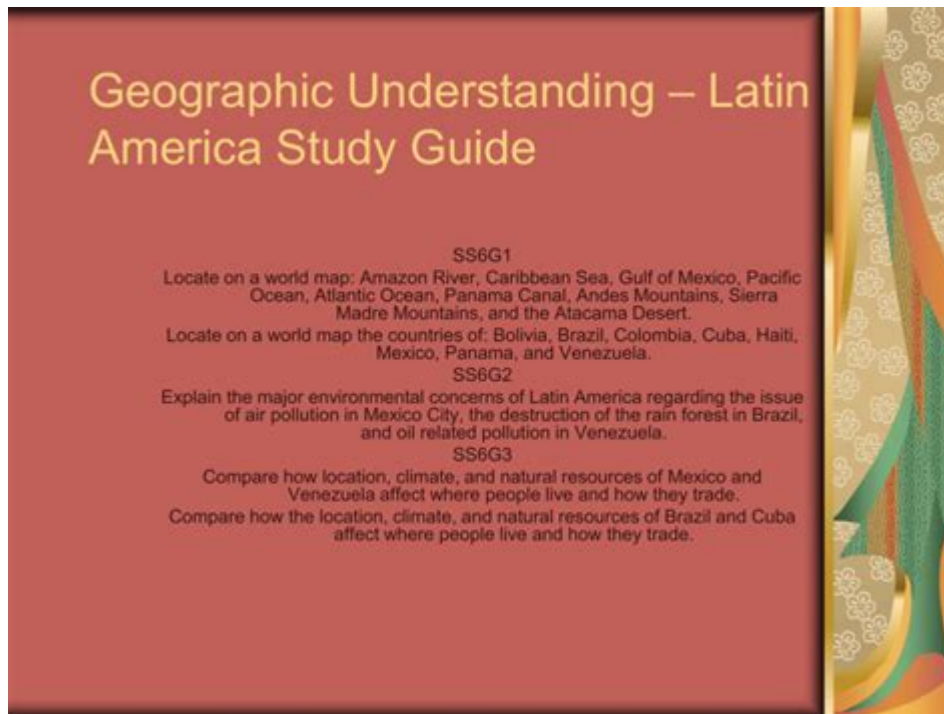 Geographic Understanding – Latin
America Study Guide
SS6G1
Locate on a world map: Amazon River, Caribbean Sea, Gulf of Mexico, Pacific
Ocean, Atlantic Ocean, Panama Canal, Andes Mountains, Sierra
Madre Mountains, and the Atacama Desert.
Locate on a world map the countries of: Bolivia, Brazil, Colombia, Cuba, Haiti,
Mexico, Panama, and Venezuela.
SS6G2
Explain the major environmental concerns of Latin America regarding the issue
of air pollution in Mexico City, the destruction of the rain forest in Brazil,
and oil related pollution in Venezuela.
SS6G3
Compare how location, climate, and natural resources of Mexico and
Venezuela affect where people live and how they trade.
Compare how the location, climate, and natural resources of Brazil and Cuba
affect where people live and how they trade.